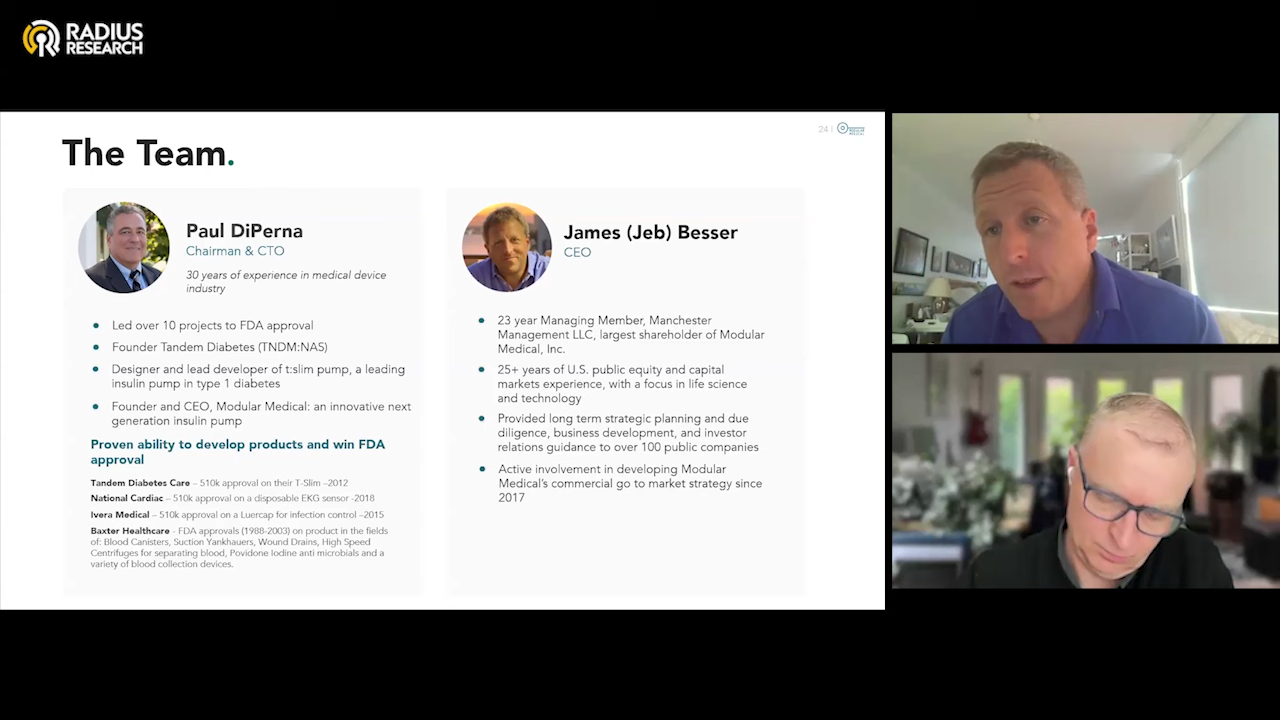 RADIUS
RESEARCH
24 |
The Team.
Paul DiPerna
Chairman & CTO
30 years of experience in medical device
industry
Led over 10 projects to FDA approval
Founder Tandem Diabetes (TNDM:NAS)
Designer and lead developer of t:slim pump, a leading
insulin pump in type 1 diabetes
Founder and CEO, Modular Medical: an innovative next
generation insulin pump
Proven ability to develop products and win FDA
approval
Tandem Diabetes Care – 510k approval on their T-Slim –2012
National Cardiac – 510k approval on a disposable EKG sensor -2018
Ivera Medical – 510k approval on a Luercap for infection control –2015
Baxter Healthcare - FDA approvals (1988-2003) on product in the fields
of: Blood Canisters, Suction Yankhauers, Wound Drains, High Speed
Centrifuges for separating blood, Povidone Iodine anti microbials and a
variety of blood collection devices.
James (Jeb) Besser
CEO
23 year Managing Member, Manchester
Management LLC, largest shareholder of Modular
Medical, Inc.
25+ years of U.S. public equity and capital
markets experience, with a focus in life science
and technology
Provided long term strategic planning and due
diligence, business development, and investor
relations guidance to over 100 public companies
Active involvement in developing Modular
Medical's commercial go to market strategy since
2017